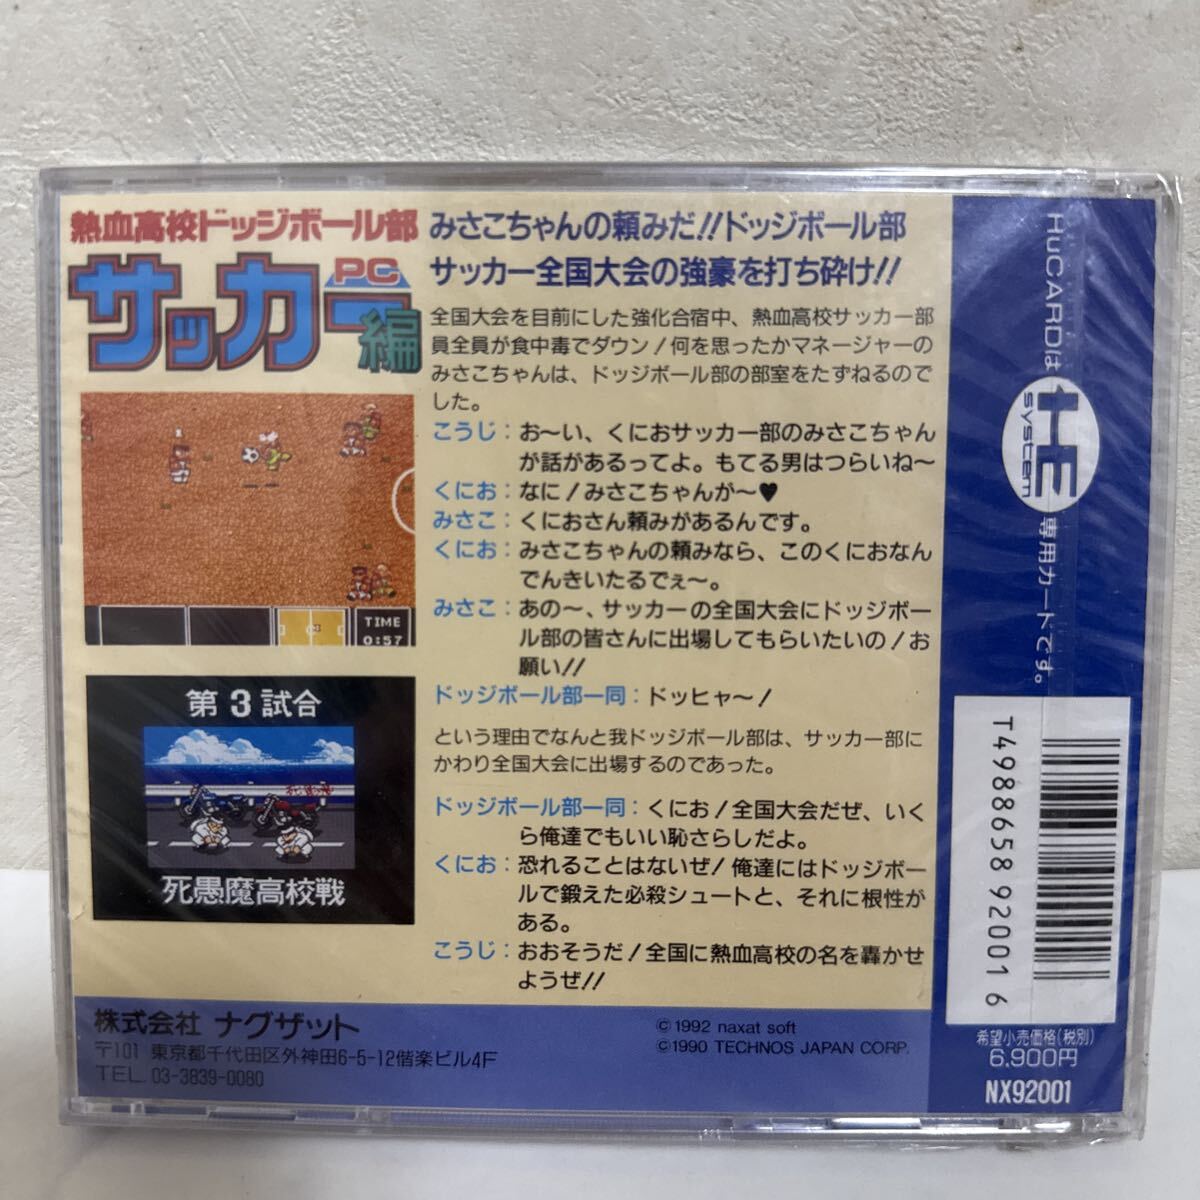 熱血高校ドッジボール部
PC
サッカー編
みさこちゃんの頼みだ!!ドッジボール部
サッカー全国大会の強豪を打ち砕け!!
全国大会を目前にした強化合宿中、熱血高校サッカー部
員全員が食中毒でダウン!何を思ったかマネージャーの
みさこちゃんは、ドッジボール部の部室をたずねるので
した。
こうじ:お〜い、くにおサッカー部のみさこちゃん
が話があるってよ。もてる男はつらいね〜
くにお:なに!みさこちゃんが〜♥
みさこ:くにおさん頼みがあるんです。
くにお:みさこちゃんの頼みなら、このくにおなん
でんきいたるでぇ〜。
みさこ:あの〜、サッカーの全国大会にドッジボー
ル部の皆さんに出場してもらいたいの!お
願い!!
ドッジボール部一同:ドッヒャ〜!
という理由でなんと我ドッジボール部は、サッカー部に
かわり全国大会に出場するのであった。
ドッジボール部一同:くにお!全国大会だぜ、いく
ら俺達でもいい恥さらしだよ。
くにお:恐れることはないぜ!俺達にはドッジボー
ルで鍛えた必殺シュートと、それに根性が
ある。
こうじ:おおそうだ!全国に熱血高校の名を轟かせ
ようぜ!!
TIME
0:57
第3試合
死愚魔高校戦
株式会社 ナグザット
〒101 東京都千代田区外神田6-5-12偕楽ビル4F
TEL 03-3839-0080
©1992 naxat soft
©1990 TECHNOS JAPAN CORP.
HuCARDは
HE
system
専用カードです。
T4988658920016
希望小売価格(税別)
6,900円
NX92001